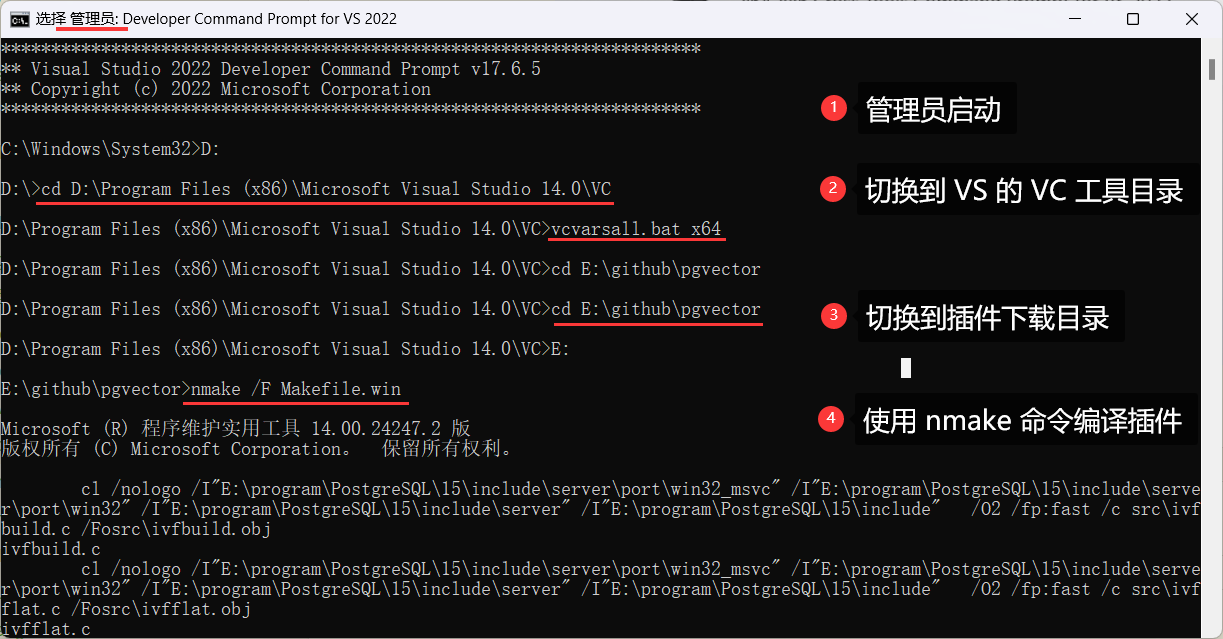 选择 管理员: Developer Command Prompt for VS 2022
**********************************************************************
** Visual Studio 2022 Developer Command Prompt v17.6.5
** Copyright (c) 2022 Microsoft Corporation
**********************************************************************
1 管理员启动
C:\Windows\System32>D:
D:\>cd D:\Program Files (x86)\Microsoft Visual Studio 14.0\VC
2 切换到 VS 的 VC 工具目录
D:\Program Files (x86)\Microsoft Visual Studio 14.0\VC>vcvarsall.bat x64
D:\Program Files (x86)\Microsoft Visual Studio 14.0\VC>cd E:\github\pgvector
D:\Program Files (x86)\Microsoft Visual Studio 14.0\VC>cd E:\github\pgvector
3 切换到插件下载目录
D:\Program Files (x86)\Microsoft Visual Studio 14.0\VC>E:
E:\github\pgvector>nmake /F Makefile.win
4 使用 nmake 命令编译插件
Microsoft (R) 程序维护实用工具 14.00.24247.2 版
版权所有 (C) Microsoft Corporation。 保留所有权利。
cl /nologo /I"E:\program\PostgreSQL\15\include\server\port\win32_msvc" /I"E:\program\PostgreSQL\15\include\serve
r\port\win32" /I"E:\program\PostgreSQL\15\include\server" /I"E:\program\PostgreSQL\15\include" /O2 /fp:fast /c src\ivf
build.c /Fosrc\ivfbuild.obj
ivfbuild.c
cl /nologo /I"E:\program\PostgreSQL\15\include\server\port\win32_msvc" /I"E:\program\PostgreSQL\15\include\serve
r\port\win32" /I"E:\program\PostgreSQL\15\include\server" /I"E:\program\PostgreSQL\15\include" /O2 /fp:fast /c src\ivf
flat.c /Fosrc\ivfflat.obj
ivfflat.c